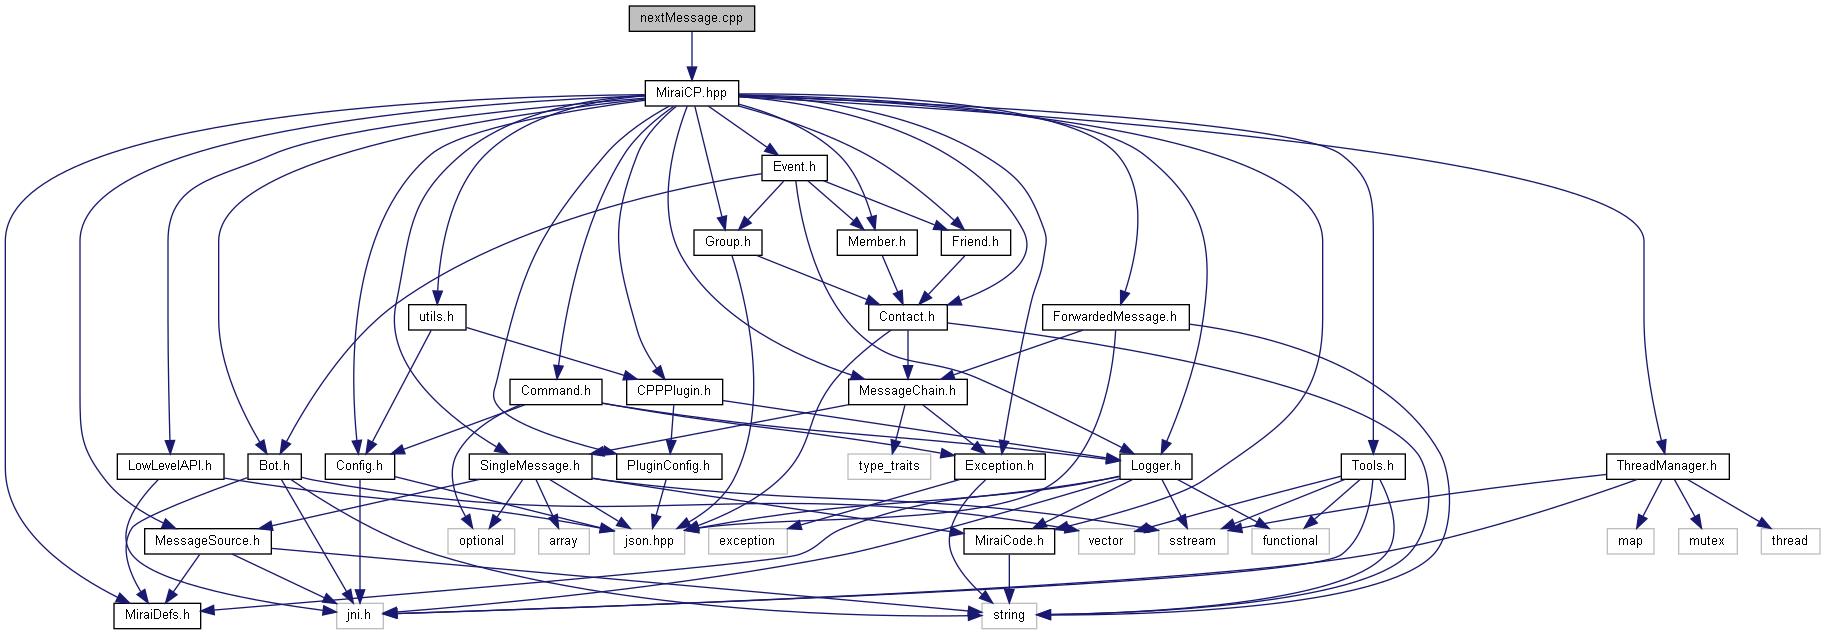 nextMessage.cpp
MiraiCP.hpp
Event.h
Group.h
Member.h
Friend.h
utils.h
Contact.h
ForwardedMessage.h
Command.h
CPPPlugin.h
MessageChain.h
LowLevelAPI.h
Bot.h
Config.h
SingleMessage.h
PluginConfig.h
type_traits
Exception.h
Logger.h
Tools.h
ThreadManager.h
MessageSource.h
optional
array
json.hpp
exception
MiraiCode.h
vector
sstream
functional
map
mutex
thread
MiraiDefs.h
jni.h
string